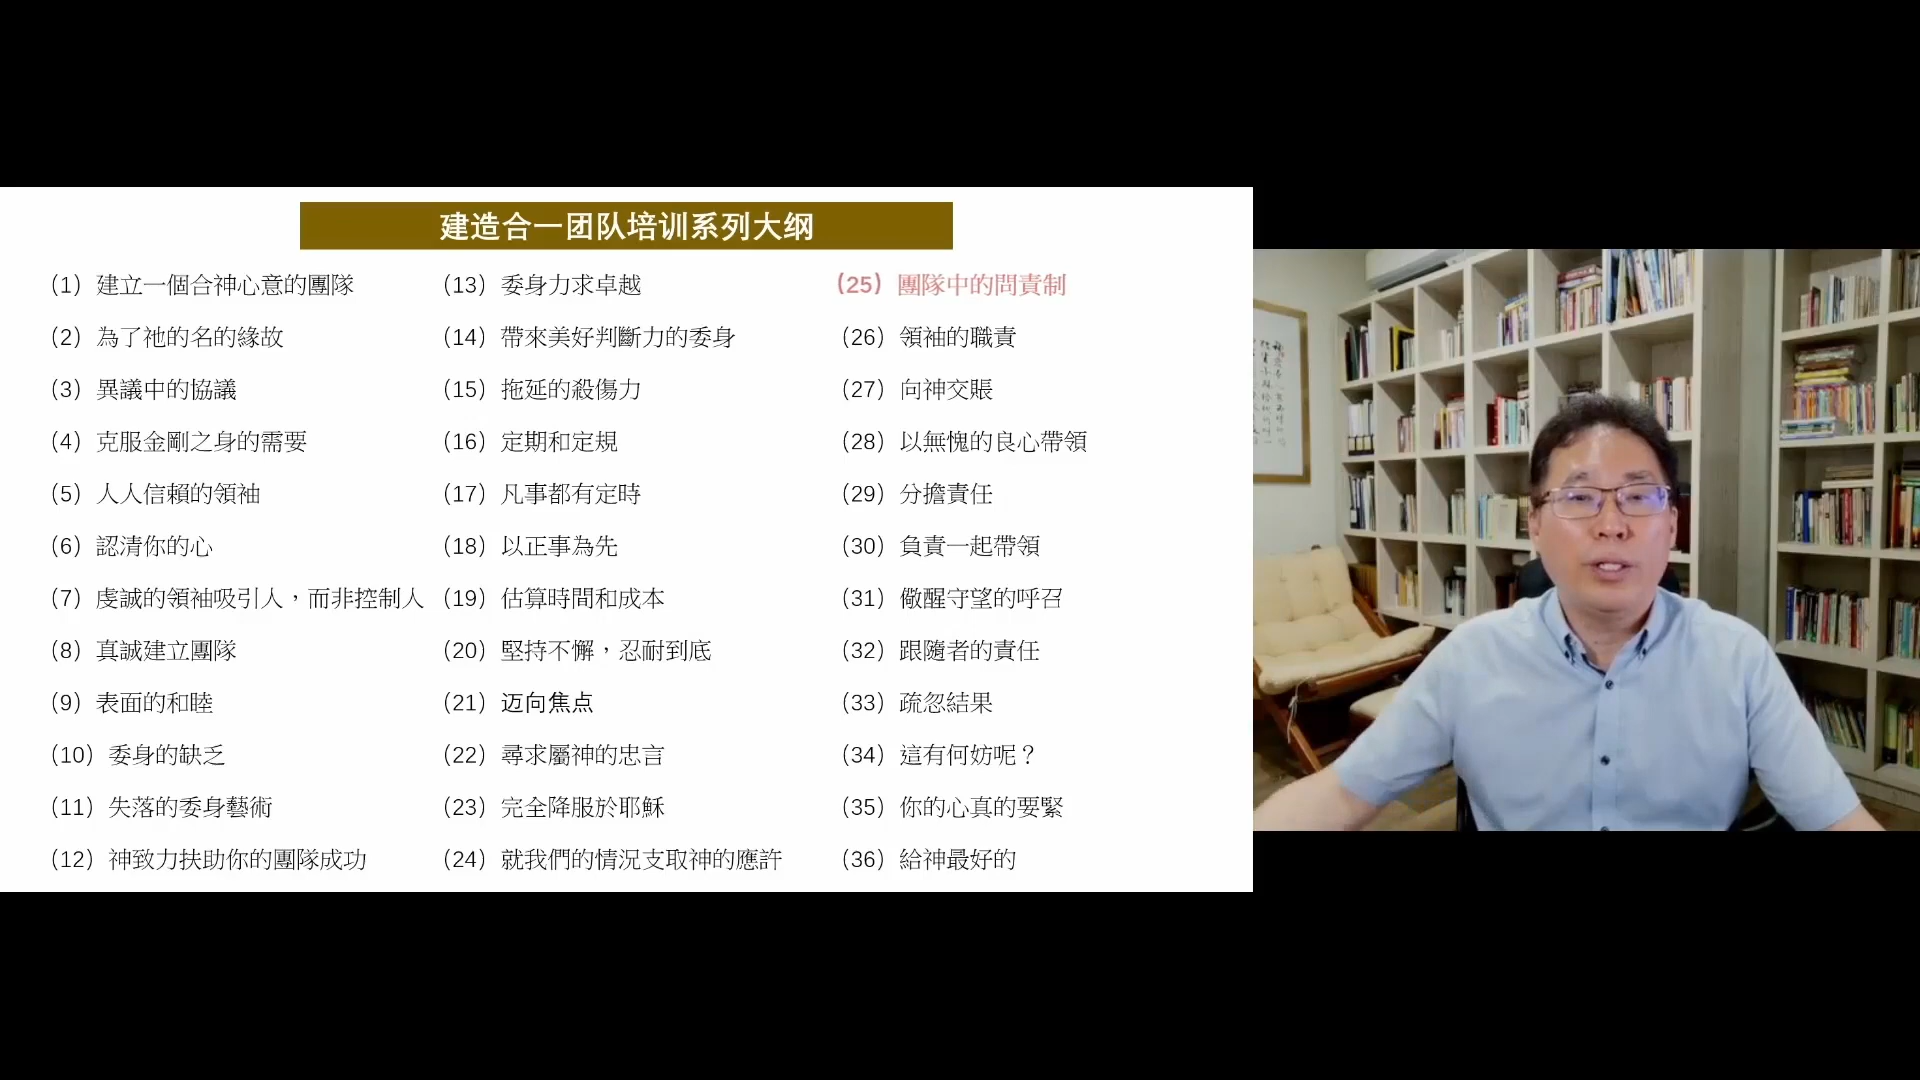 建造合一团队培训系列大纲
（1）建立一個合神心意的團隊
（2）為了祂的名的緣故
（3）異議中的協議
（4）克服金剛之身的需要
（5）人人信賴的領袖
（6）認清你的心
（7）虔誠的領袖吸引人，而非控制人
（8）真誠建立團隊
（9）表面的和睦
（10）委身的缺乏
（11）失落的委身藝術
（12）神致力扶助你的團隊成功
（13）委身力求卓越
（14）帶來美好判斷力的委身
（15）拖延的殺傷力
（16）定期和定規
（17）凡事都有定時
（18）以正事為先
（19）估算時間和成本
（20）堅持不懈，忍耐到底
（21）迈向焦点
（22）尋求屬神的忠言
（23）完全降服於耶穌
（24）就我們的情況支取神的應許
（25）團隊中的問責制
（26）領袖的職責
（27）向神交賬
（28）以無愧的良心帶領
（29）分擔責任
（30）負責一起帶領
（31）儆醒守望的呼召
（32）跟隨者的責任
（33）疏忽結果
（34）這有何妨呢？
（35）你的心真的要緊
（36）給神最好的